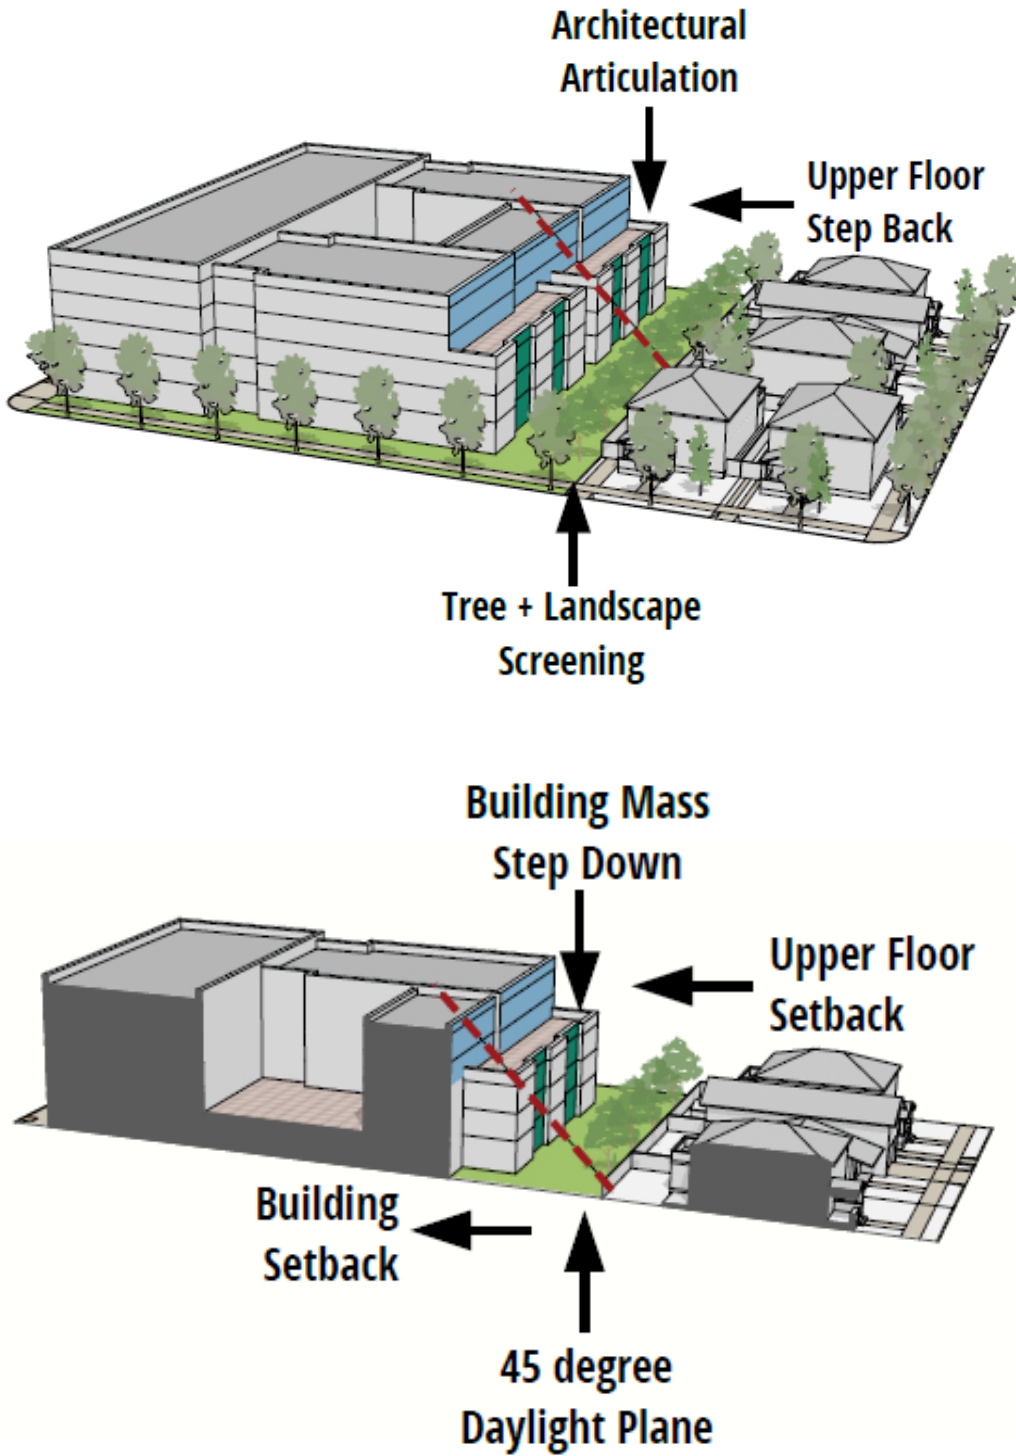 Architectural
Articulation
Upper Floor
Step Back
Tree + Landscape
Screening
Building Mass
Step Down
Upper Floor
Setback
Building
Setback
45 degree
Daylight Plane